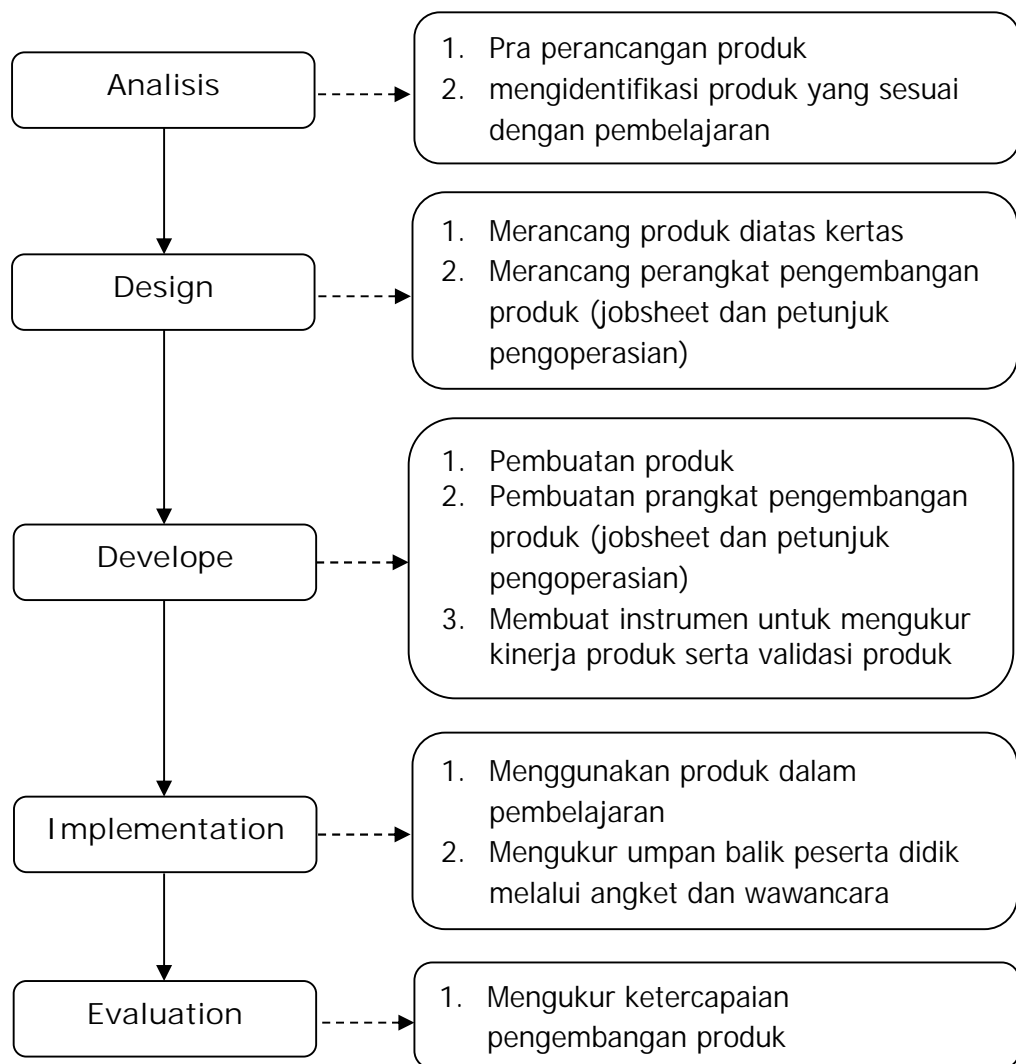 Analisis
1. Pra perancangan produk
2. mengidentifikasi produk yang sesuai
dengan pembelajaran
Design
1. Merancang produk diatas kertas
2. Merancang perangkat pengembangan
produk (jobsheet dan petunjuk
pengoperasian)
Develope
1. Pembuatan produk
2. Pembuatan prangkat pengembangan
produk (jobsheet dan petunjuk
pengoperasian)
3. Membuat instrumen untuk mengukur
kinerja produk serta validasi produk
Implementation
1. Menggunakan produk dalam
pembelajaran
2. Mengukur umpan balik peserta didik
melalui angket dan wawancara
Evaluation
1. Mengukur ketercapaian
pengembangan produk